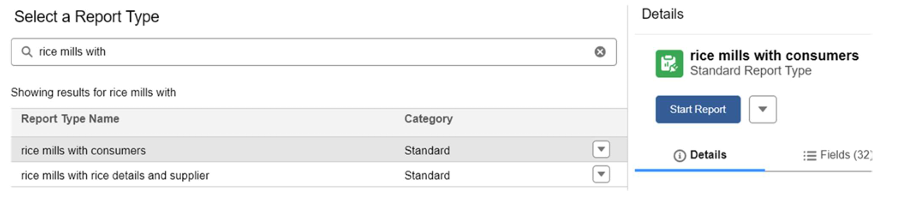 Select a Report Type
rice mills with
Showing results for rice mills with
Report Type Name Category
rice mills with consumers Standard
rice mills with rice details and supplier Standard
Details
rice mills with consumers
Standard Report Type
Start Report
Details Fields (32)